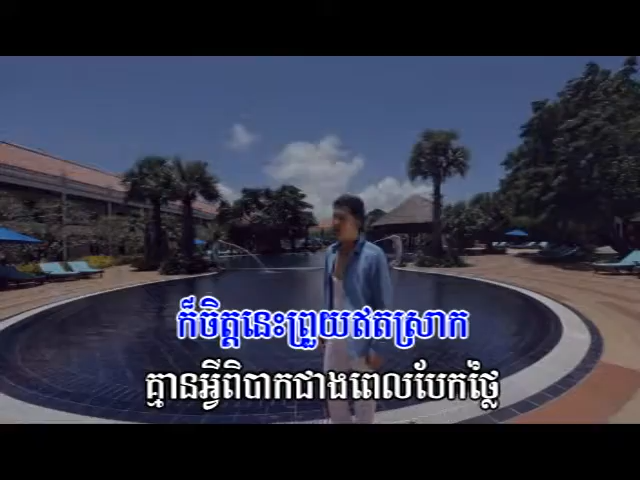 ក៏ចិត្តនេះព្រួយឥតស្រាក
គ្មានអ្វីពិបាកជាងពេលបែកថ្លៃ